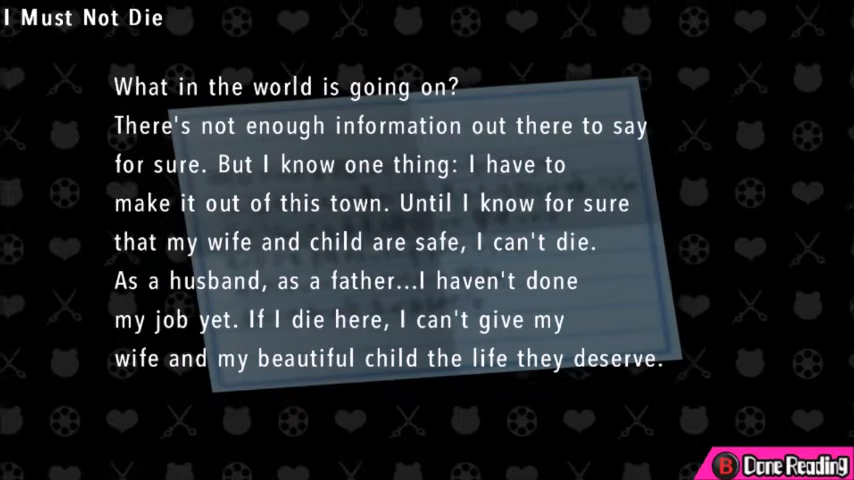 I Must Not Die
What in the world is going on?
There's not enough information out there to say
for sure. But I know one thing: I have to
make it out of this town. Until I know for sure
that my wife and child are safe, I can't die.
As a husband, as a father...I haven't done
my job yet. If I die here, I can't give my
wife and my beautiful child the life they deserve.
B Done Reading